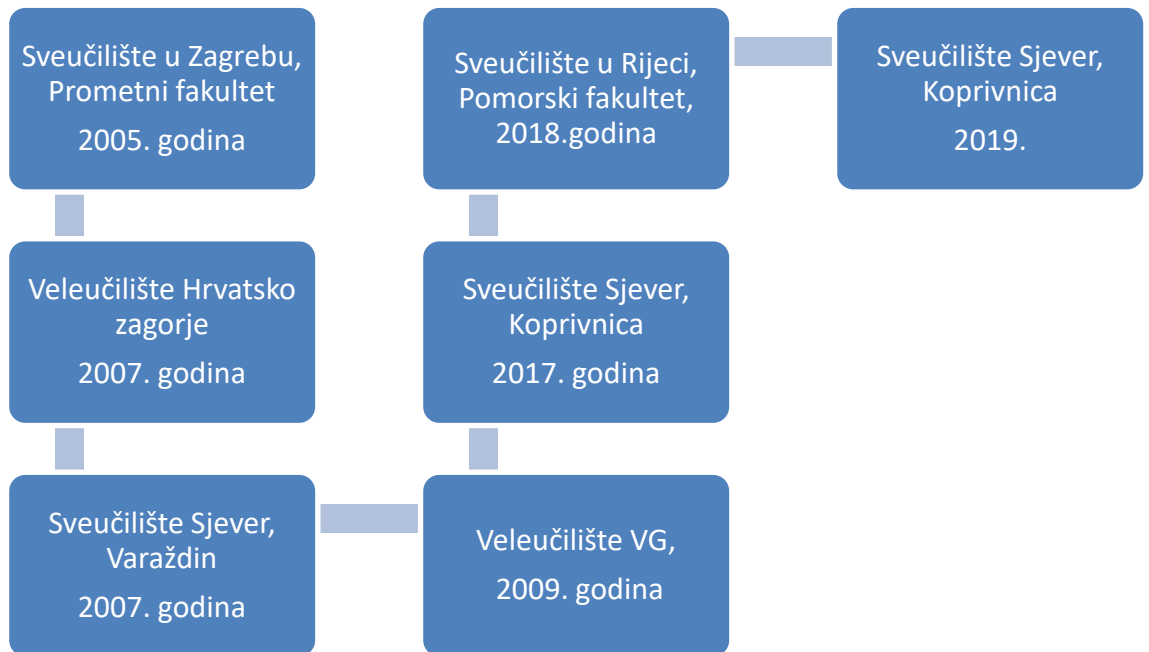 Sveučilište u Zagrebu,
Prometni fakultet
2005. godina
Veleučilište Hrvatsko
zagorje
2007. godina
Sveučilište Sjever,
Varaždin
2007. godina
Veleučilište VG,
2009. godina
Sveučilište Sjever,
Koprivnica
2017. godina
Sveučilište u Rijeci,
Pomorski fakultet,
2018.godina
Sveučilište Sjever,
Koprivnica
2019.